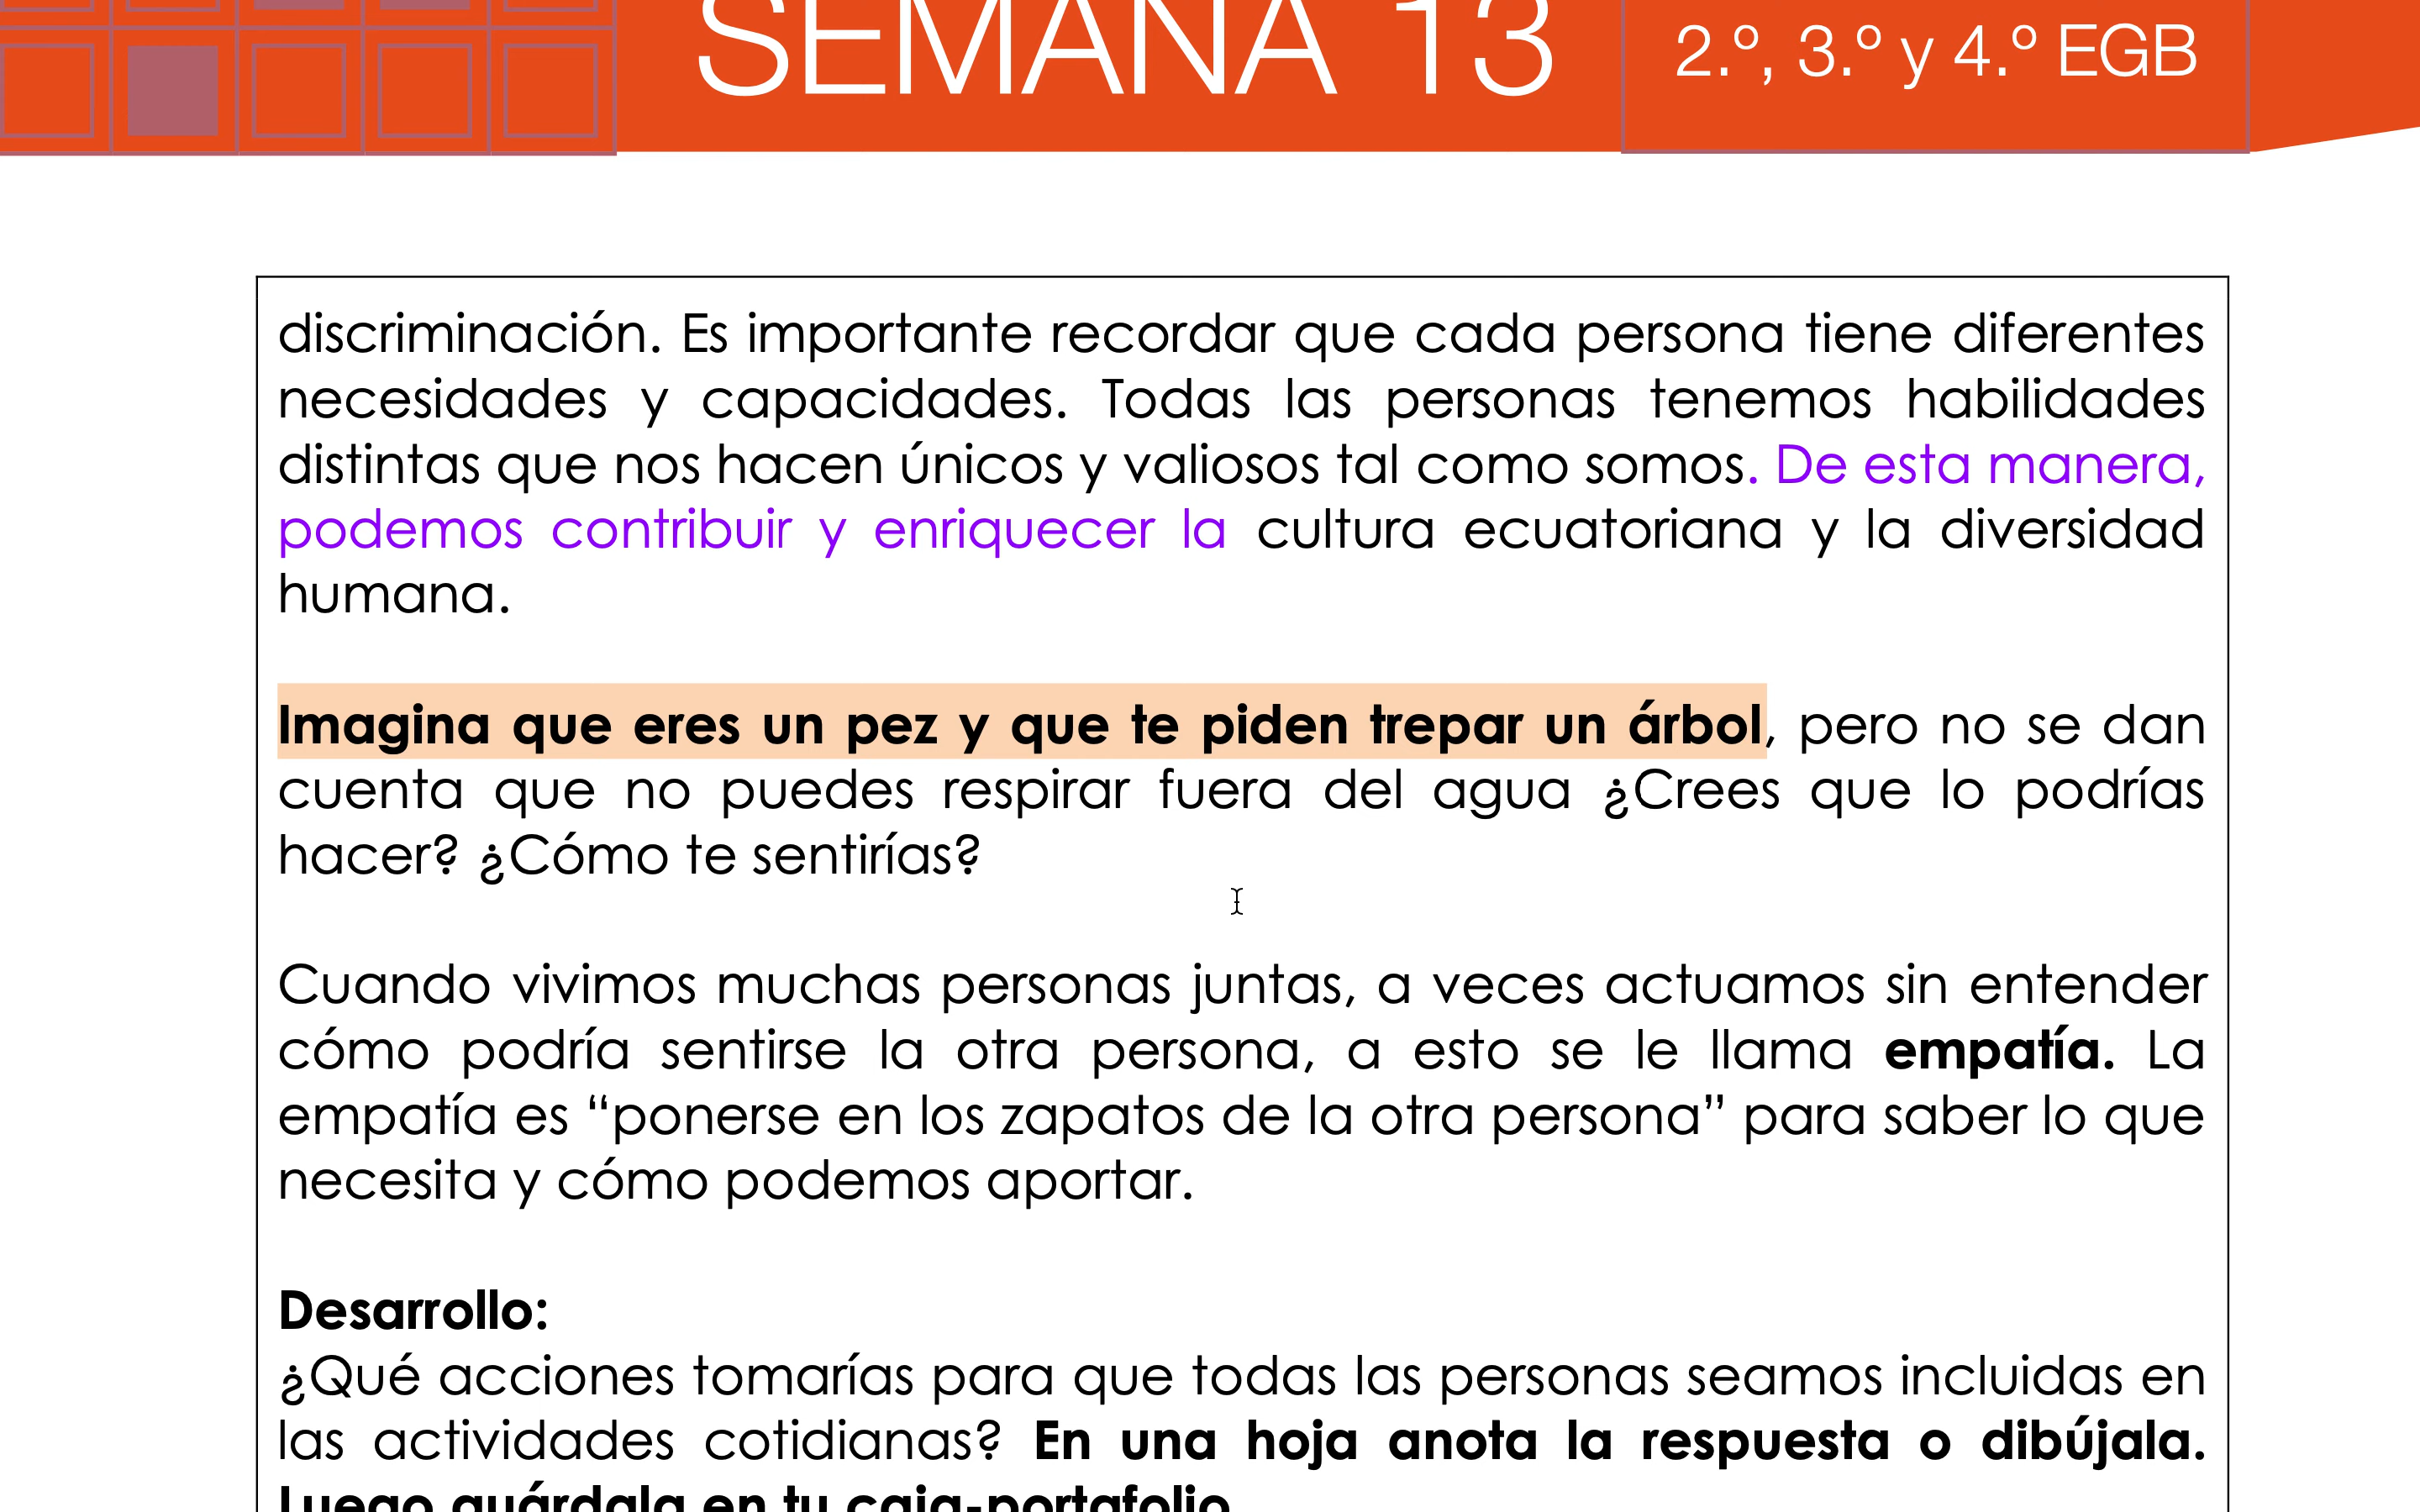 SEMANA 13
2.º, 3.º y 4.º EGB
discriminación. Es importante recordar que cada persona tiene diferentes
necesidades y capacidades. Todas las personas tenemos habilidades
distintas que nos hacen únicos y valiosos tal como somos. De esta manera,
podemos contribuir y enriquecer la cultura ecuatoriana y la diversidad
humana.
Imagina que eres un pez y que te piden trepar un árbol, pero no se dan
cuenta que no puedes respirar fuera del agua ¿Crees que lo podrías
hacer? ¿Cómo te sentirías?
Cuando vivimos muchas personas juntas, a veces actuamos sin entender
cómo podría sentirse la otra persona, a esto se le llama empatía. La
empatía es “ponerse en los zapatos de la otra persona” para saber lo que
necesita y cómo podemos aportar.
Desarrollo:
¿Qué acciones tomarías para que todas las personas seamos incluidas en
las actividades cotidianas? En una hoja anota la respuesta o dibújala.
Luego guárdala en tu caja-portafolio